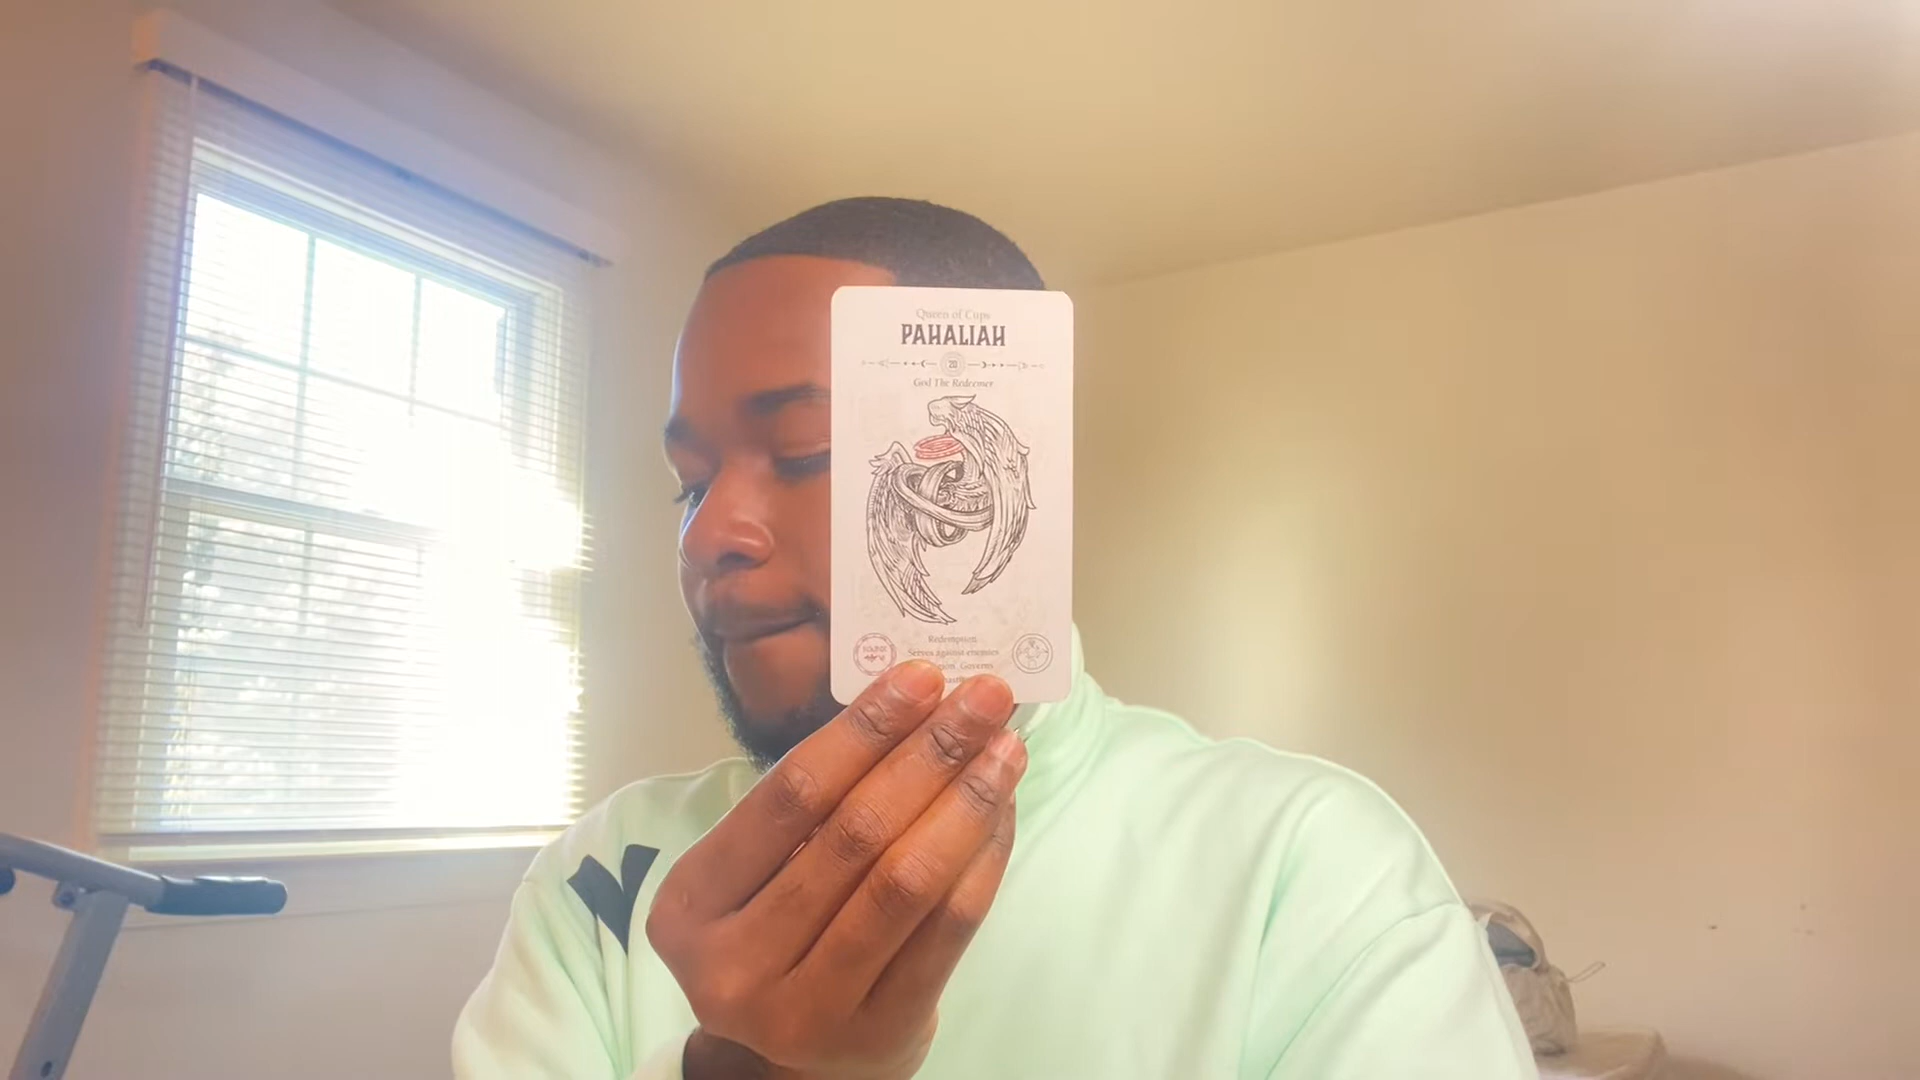 Queen of Cups
PAHALIAH
20
God The Redeemer
Redemption
Serves against enemies
Governs